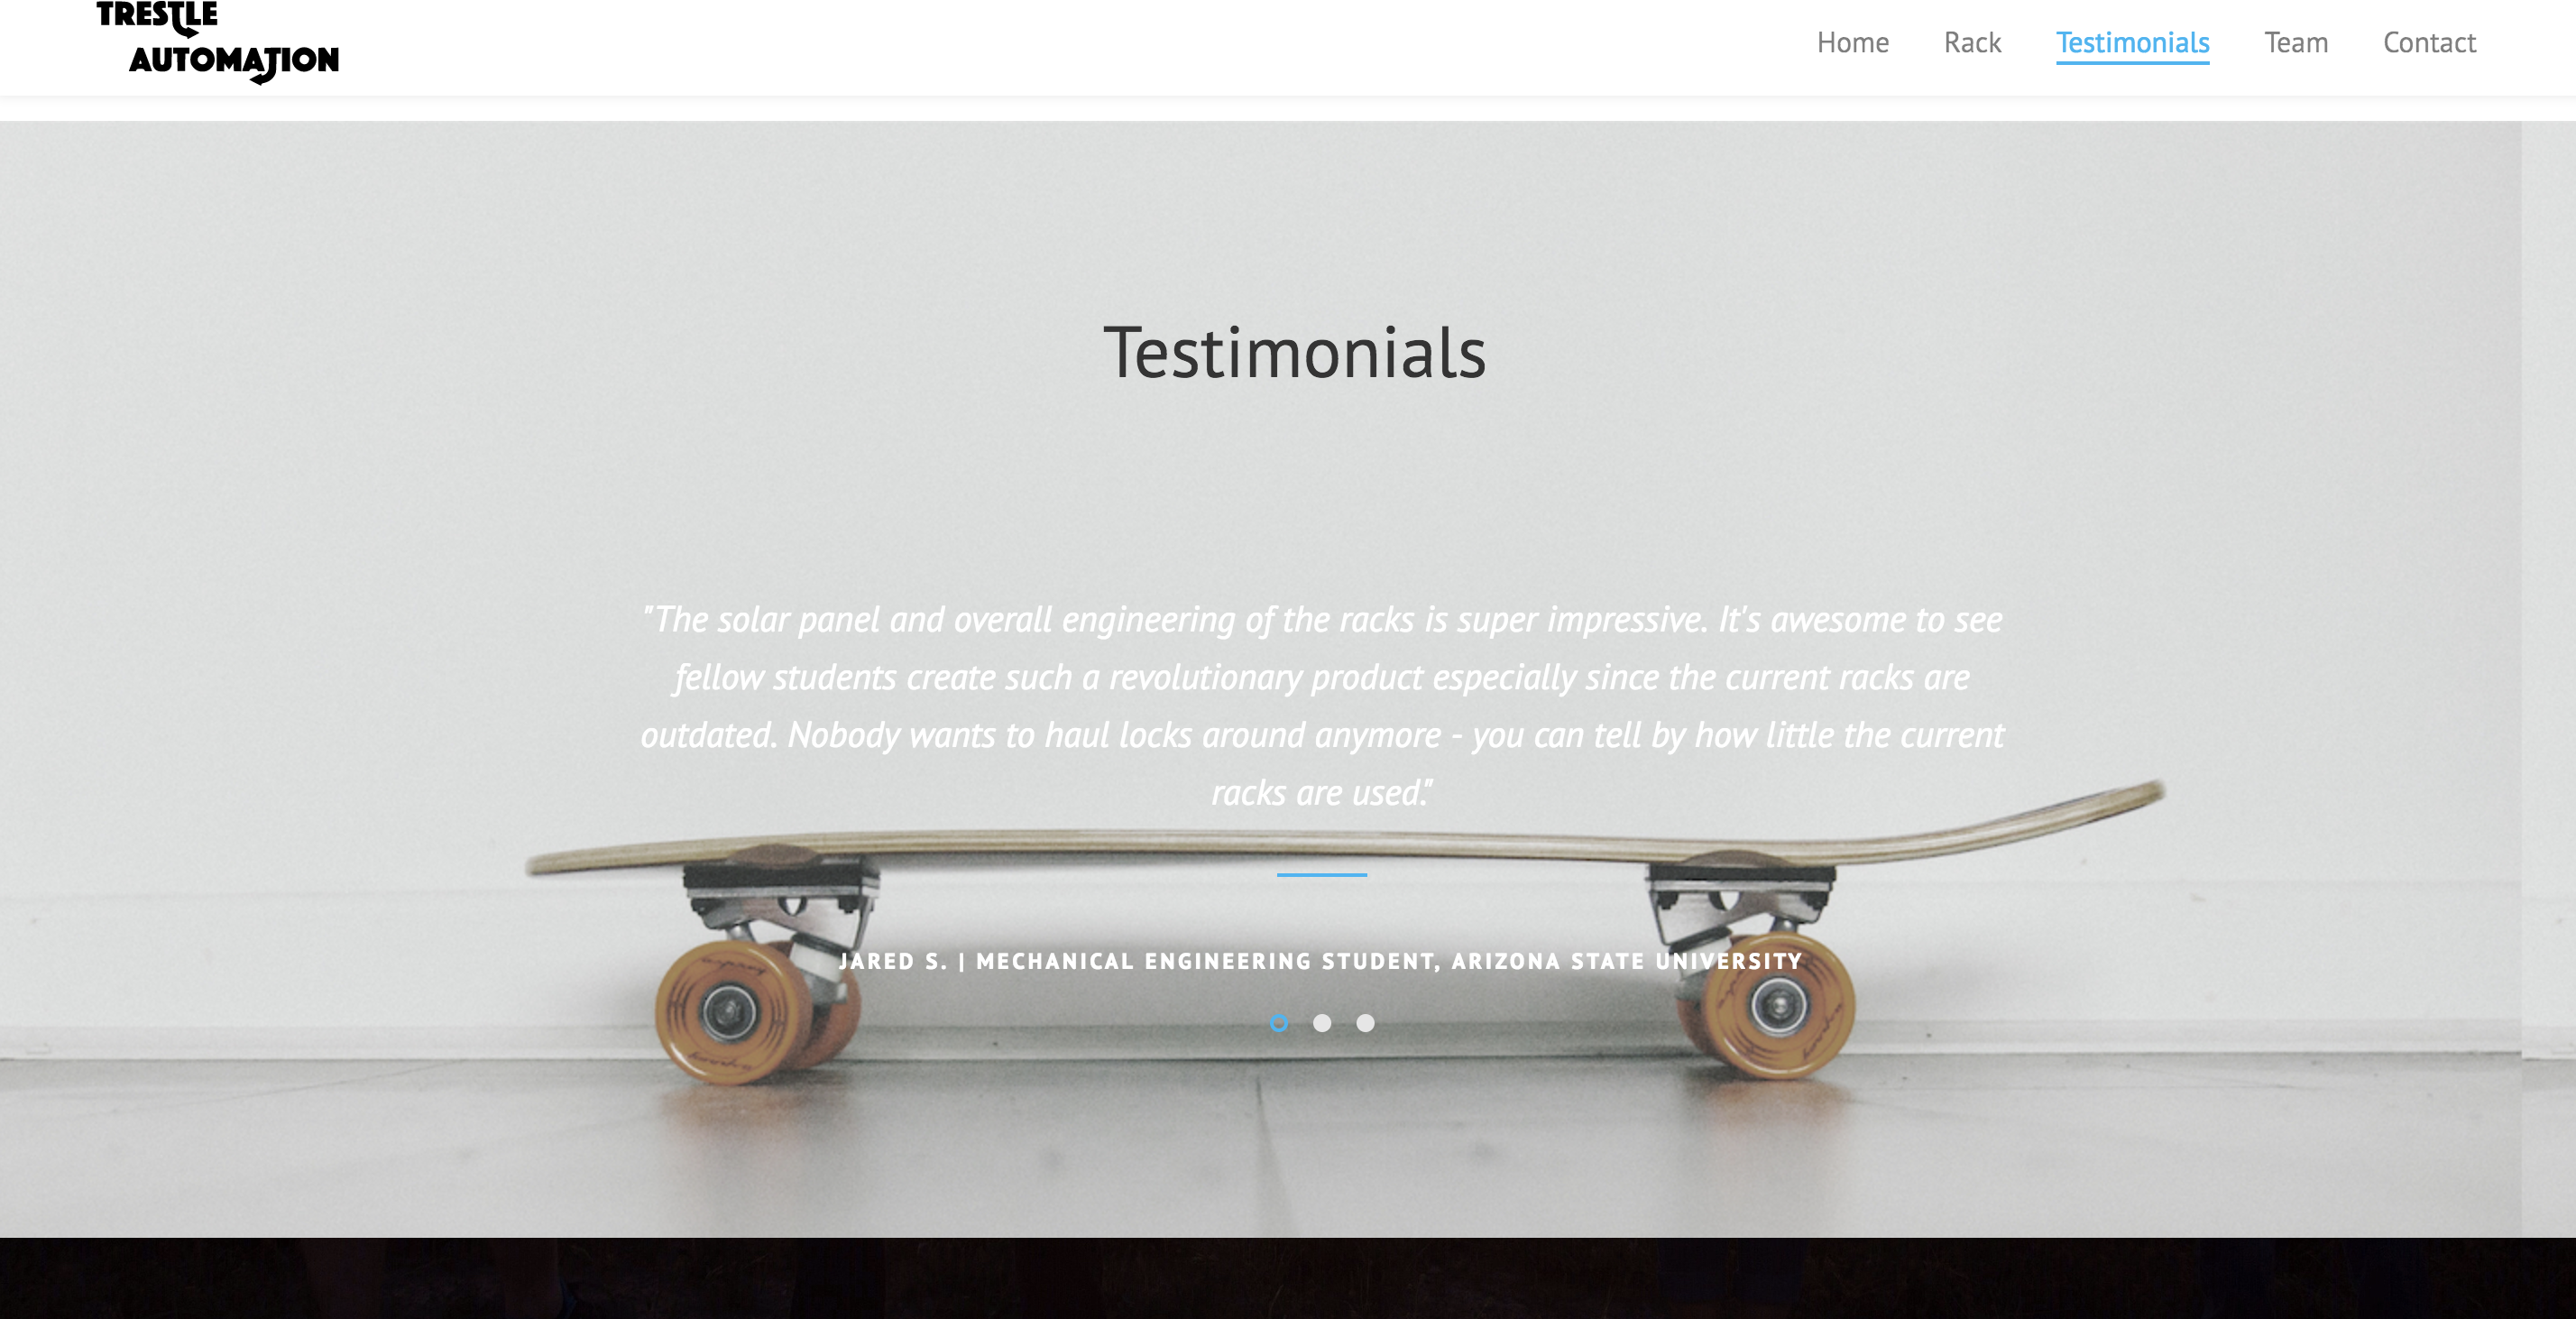 TRESTLE
AUTOMATION
Home Rack Testimonials Team Contact
Testimonials
"The solar panel and overall engineering of the racks is super impressive. It's awesome to see
fellow students create such a revolutionary product especially since the current racks are
outdated. Nobody wants to haul locks around anymore - you can tell by how little the current
racks are used."
JARED S. | MECHANICAL ENGINEERING STUDENT, ARIZONA STATE UNIVERSITY